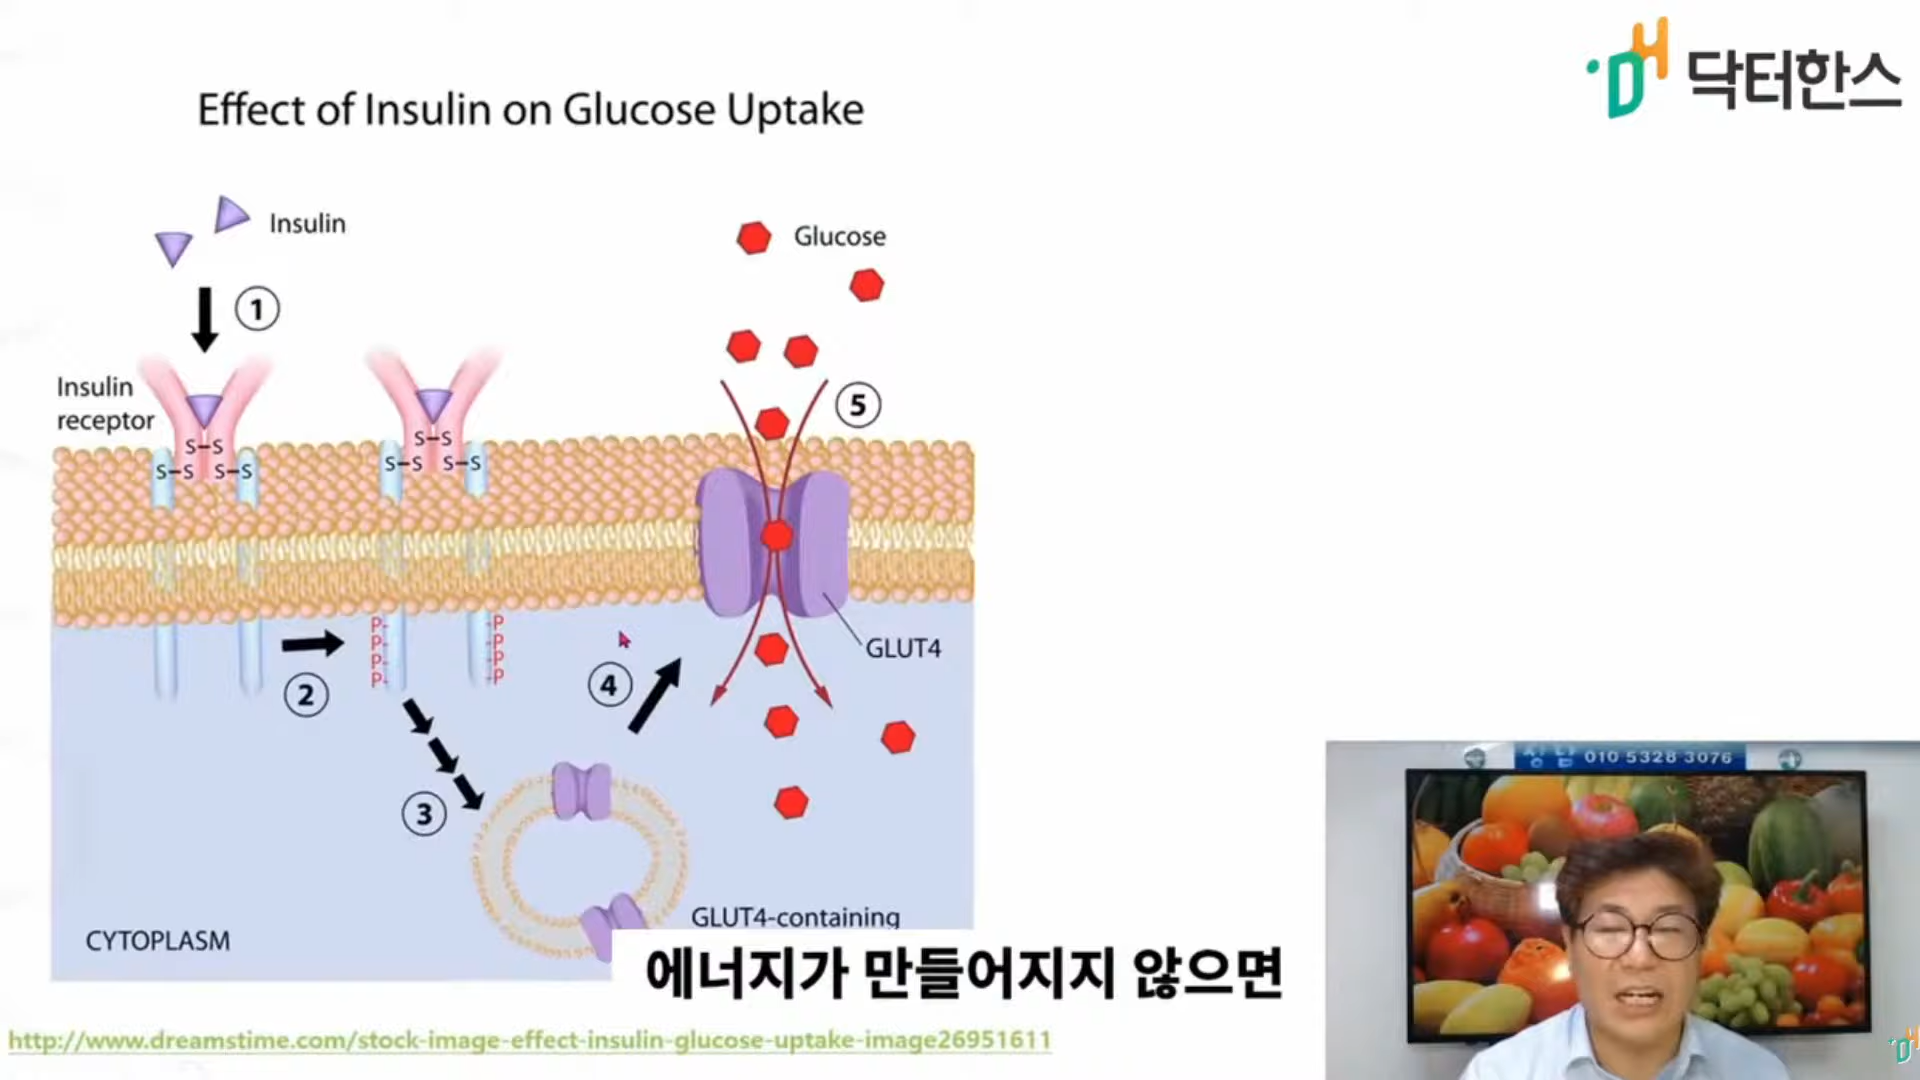 닥터한스
Effect of Insulin on Glucose Uptake
Insulin
Glucose
1
Insulin
receptor
5
S-S
S-S S-S
S-S
S-S S-S
P
P
P
P
P
P
P
P
GLUT4
2
4
3
GLUT4-containing
CYTOPLASM
에너지가 만들어지지 않으면
http://www.dreamstime.com/stock-image-effect-insulin-glucose-uptake-image26951611
상담 010 5328 3076